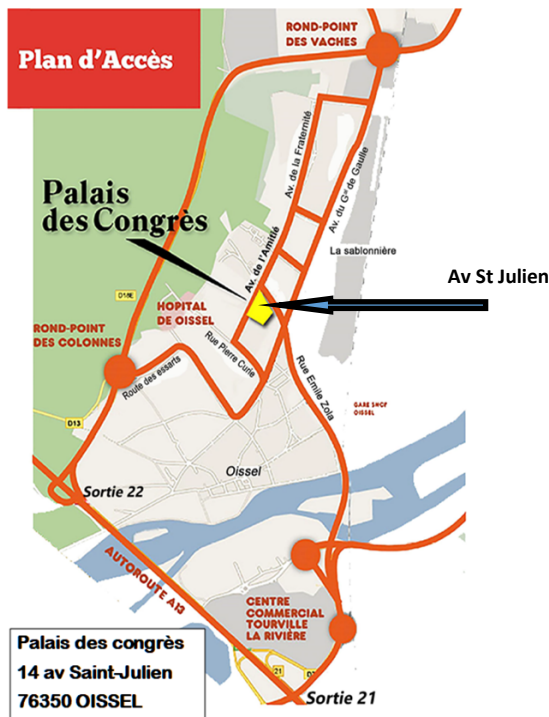 Plan d'Accès
ROND-POINT
DES VACHES
Av. de la Fraternité
Av. du Gᵃˡ de Gaulle
Palais
des Congrès
Av. de l'Amitié
La sablonnière
Av St Julien
D18E
HOPITAL
DE OISSEL
ROND-POINT
DES COLONNES
Rue Pierre Curie
Route des essarts
Rue Emile Zola
GARE SNCF
OISSEL
D13
Oissel
Sortie 22
AUTOROUTE A13
CENTRE
COMMERCIAL
TOURVILLE
LA RIVIÈRE
Palais des congrès
14 av Saint-Julien
76350 OISSEL
21
Sortie 21